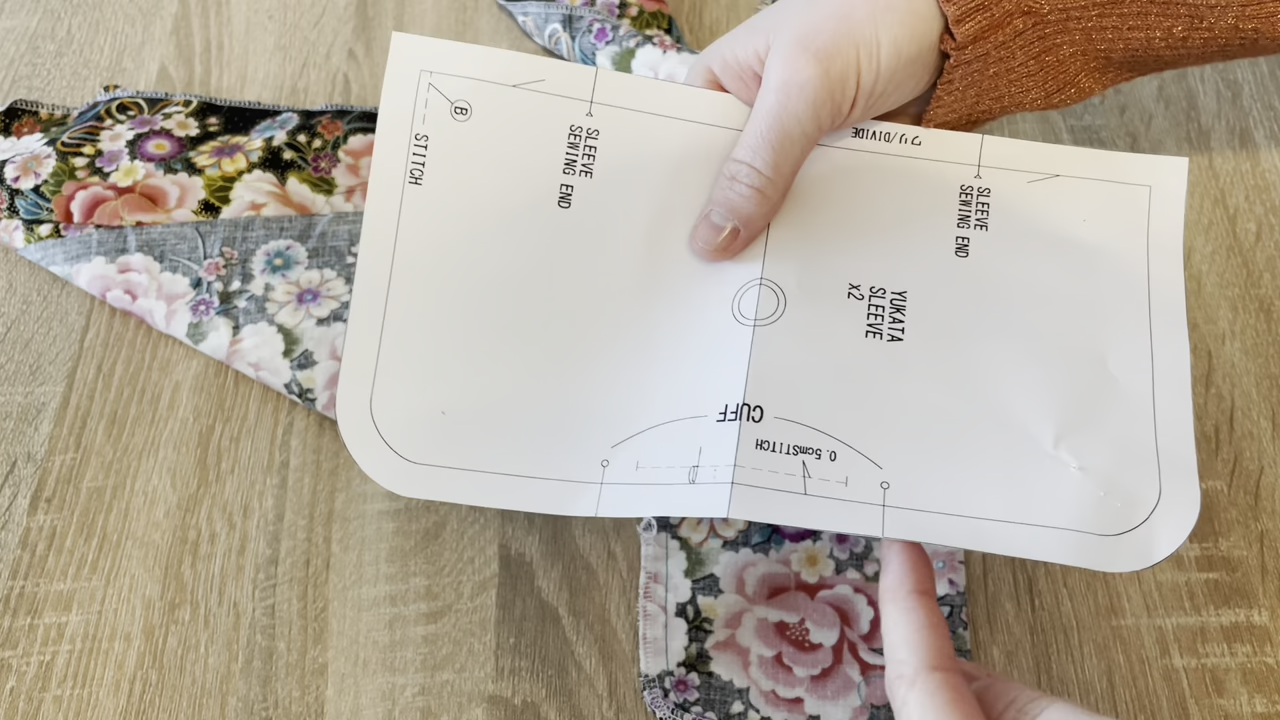 B
STITCH
SLEEVE
SEWING END
ワリ/DIVIDE
SLEEVE
SEWING END
YUKATA
SLEEVE
x2
CUFF
0.5cmSTITCH